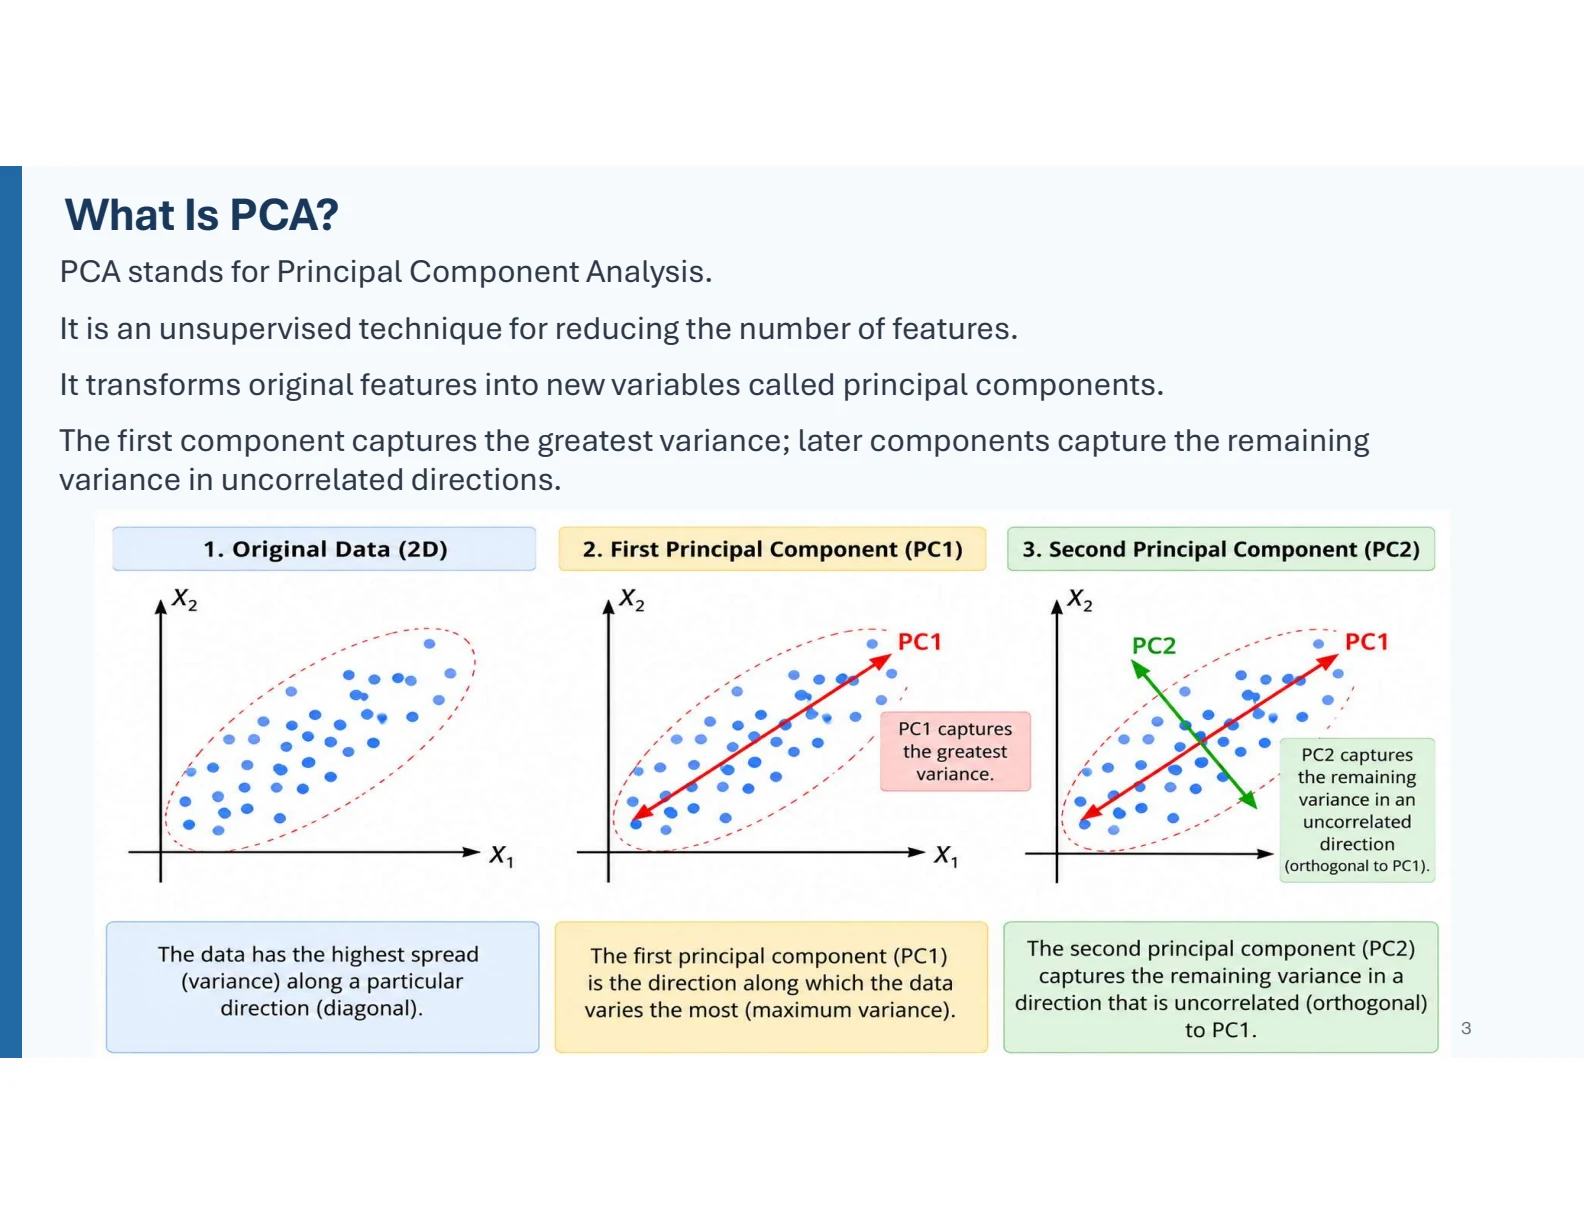 What Is PCA?
PCA stands for Principal Component Analysis.
It is an unsupervised technique for reducing the number of features.
It transforms original features into new variables called principal components.
The first component captures the greatest variance; later components capture the remaining
variance in uncorrelated directions.
1. Original Data (2D)
X₂
X₁
The data has the highest spread
(variance) along a particular
direction (diagonal).
2. First Principal Component (PC1)
X₂
PC1
PC1 captures
the greatest
variance.
X₁
The first principal component (PC1)
is the direction along which the data
varies the most (maximum variance).
3. Second Principal Component (PC2)
X₂
PC2
PC1
PC2 captures
the remaining
variance in an
uncorrelated
direction
(orthogonal to PC1).
The second principal component (PC2)
captures the remaining variance in a
direction that is uncorrelated (orthogonal)
to PC1.
3